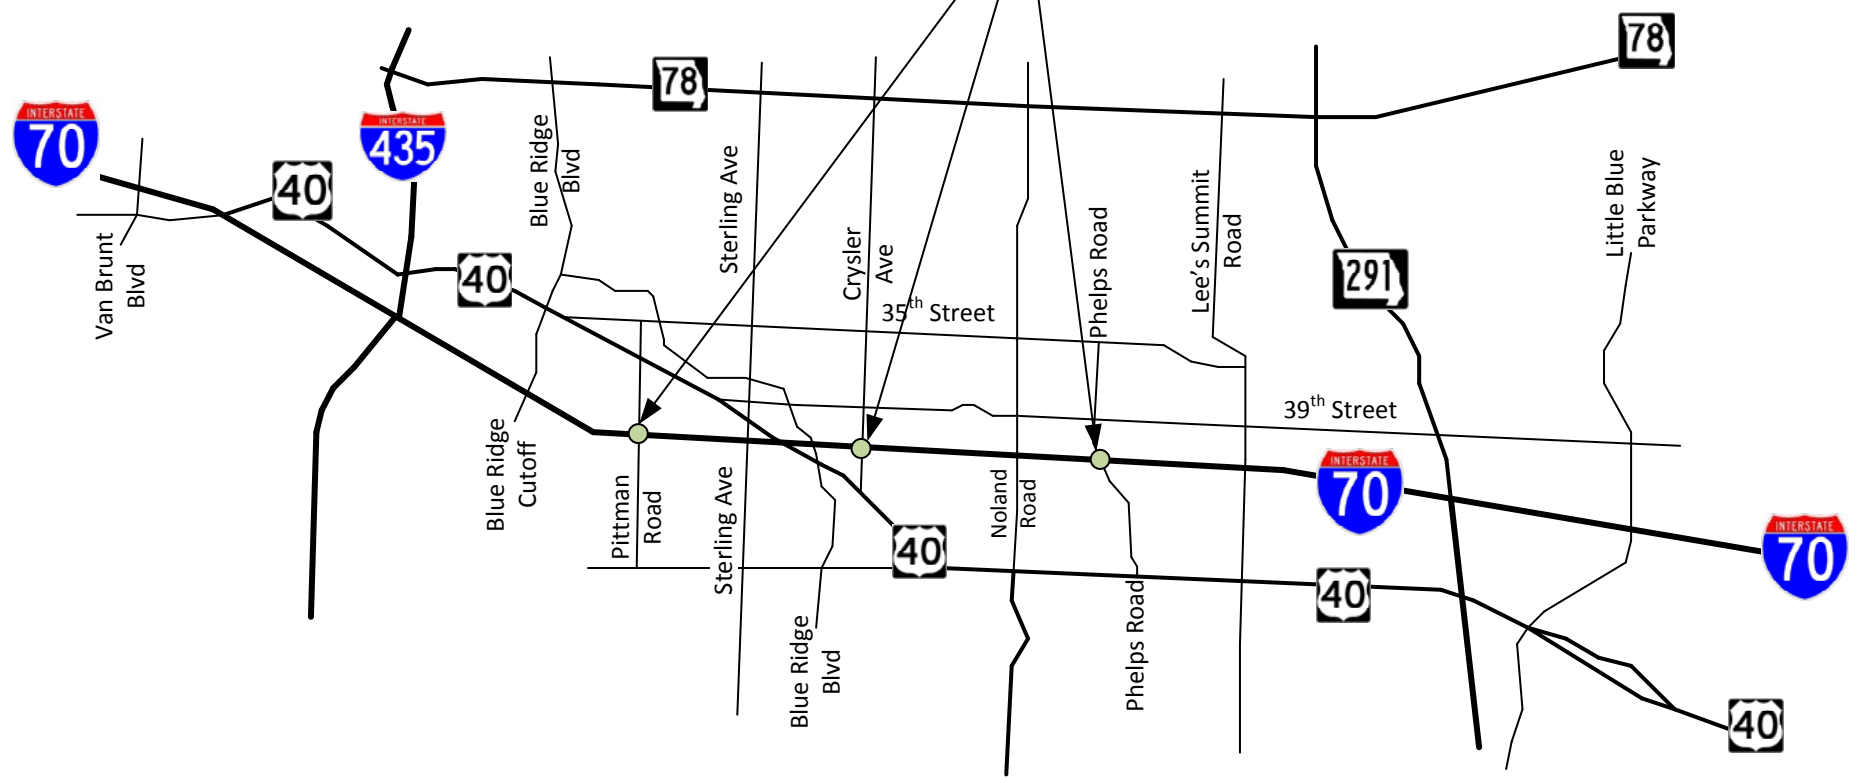 78
78
INTERSTATE
70
INTERSTATE
435
40
Blue Ridge
Blvd
Sterling Ave
Crysler
Ave
Lee's Summit
Road
Little Blue
Parkway
Van Brunt
Blvd
40
35th Street
Phelps Road
291
39th Street
Blue Ridge
Cutoff
Pittman
Road
Sterling Ave
Noland
Road
INTERSTATE
70
INTERSTATE
70
40
40
Blue Ridge
Blvd
Phelps Road
40